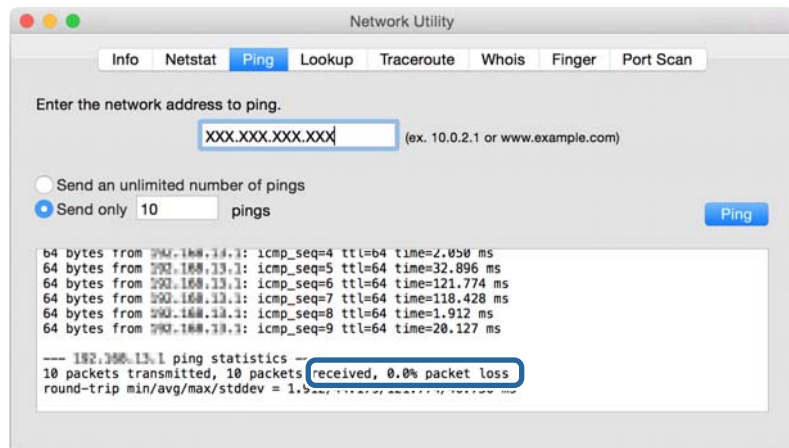 Network Utility
Info Netstat Ping Lookup Traceroute Whois Finger Port Scan
Enter the network address to ping.
XXX.XXX.XXX.XXX (ex. 10.0.2.1 or www.example.com)
Send an unlimited number of pings
Send only 10 pings
Ping
64 bytes from : icmp_seq=4 ttl=64 time=2.050 ms
64 bytes from : icmp_seq=5 ttl=64 time=32.896 ms
64 bytes from : icmp_seq=6 ttl=64 time=121.774 ms
64 bytes from : icmp_seq=7 ttl=64 time=118.428 ms
64 bytes from : icmp_seq=8 ttl=64 time=1.912 ms
64 bytes from : icmp_seq=9 ttl=64 time=20.127 ms
--- ping statistics ---
10 packets transmitted, 10 packets received, 0.0% packet loss
round-trip min/avg/max/stddev = ms